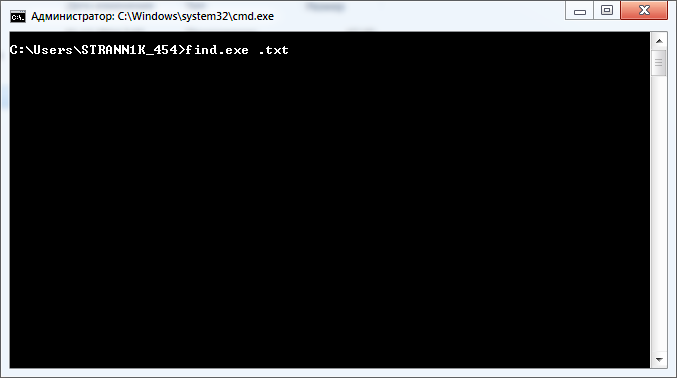 Администратор: C:\Windows\system32\cmd.exe
C:\Users\STRANN1K_454>find.exe .txt